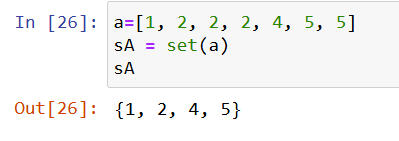 In [26]: a=[1, 2, 2, 2, 4, 5, 5]
sA = set(a)
sA
Out[26]: {1, 2, 4, 5}